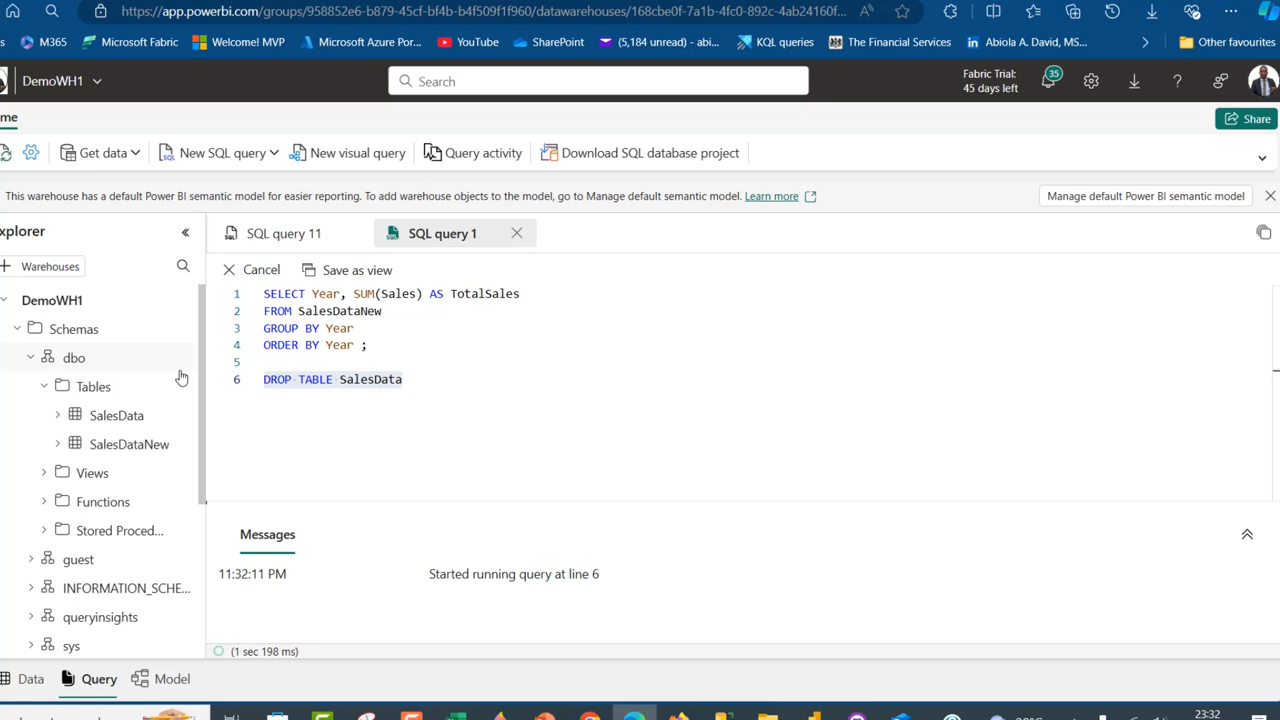 https://app.powerbi.com/groups/958852e6-b879-45cf-bf4b-b4f509f1f960/datawarehouses/168cbe0f-7a1b-4fc0-892c-4ab24160f...
s M365 Microsoft Fabric Welcome! MVP Microsoft Azure Por... YouTube SharePoint (5,184 unread) - abi... KQL queries The Financial Services Abiola A. David, MS... Other favourites
DemoWH1 Search Fabric Trial: 35
45 days left
me Share
Get data New SQL query New visual query Query activity Download SQL database project
This warehouse has a default Power BI semantic model for easier reporting. To add warehouse objects to the model, go to Manage default semantic model. Learn more Manage default Power BI semantic model
xplorer SQL query 11 SQL query 1
+ Warehouses Cancel Save as view
1 SELECT Year, SUM(Sales) AS TotalSales
2 FROM SalesDataNew
3 GROUP BY Year
4 ORDER BY Year ;
5
6 DROP TABLE SalesData
DemoWH1
Schemas
dbo
Tables
SalesData
SalesDataNew
Views
Functions
Stored Proced...
guest
INFORMATION_SCHE...
queryinsights
sys
Messages
11:32:11 PM Started running query at line 6
(1 sec 198 ms)
Data Query Model
23:32